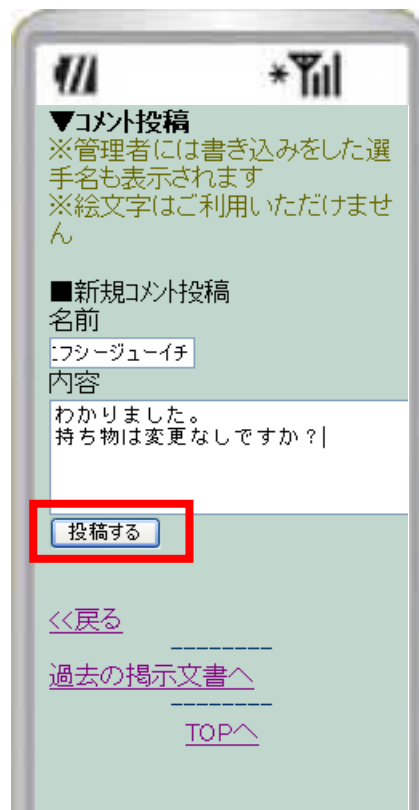 ▼ｺﾒﾝﾄ投稿
※管理者には書き込みをした選
手名も表示されます
※絵文字はご利用いただけませ
ん
■新規ｺﾒﾝﾄ投稿
名前
フシージューイチ
内容
わかりました。
持ち物は変更なしですか？
投稿する
<<戻る
--------
過去の掲示文書へ
--------
TOPへ